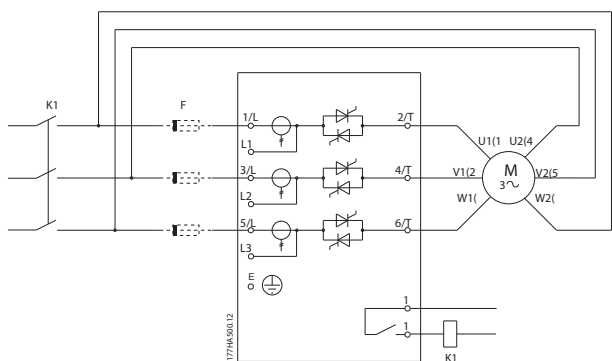 K1
F
1/L
2/T
L1
U1(1
U2(4
3/L
4/T
V1(2
M
3~
V2(5
L2
W1(
W2(
5/L
6/T
L3
E
1
1
K1
177HA500.12